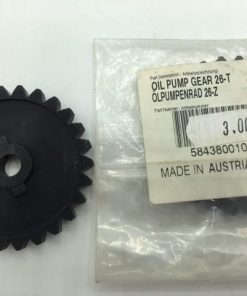 Part Description / Artikelbezeichnung
OIL PUMP GEAR 26-T
OLPUMPENRAD 26-Z
Part Number / Artikelnummer
3.00
584380010
MADE IN AUSTRIA